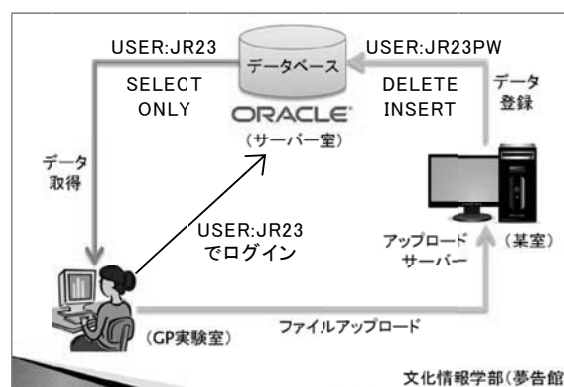 USER:JR23
SELECT
ONLY
データベース
ORACLE
(サーバー室)
USER:JR23PW
DELETE
INSERT
データ
登録
データ
取得
USER:JR23
でログイン
アップロード
サーバー
(某室)
(GP実験室)
ファイルアップロード
文化情報学部(夢告館